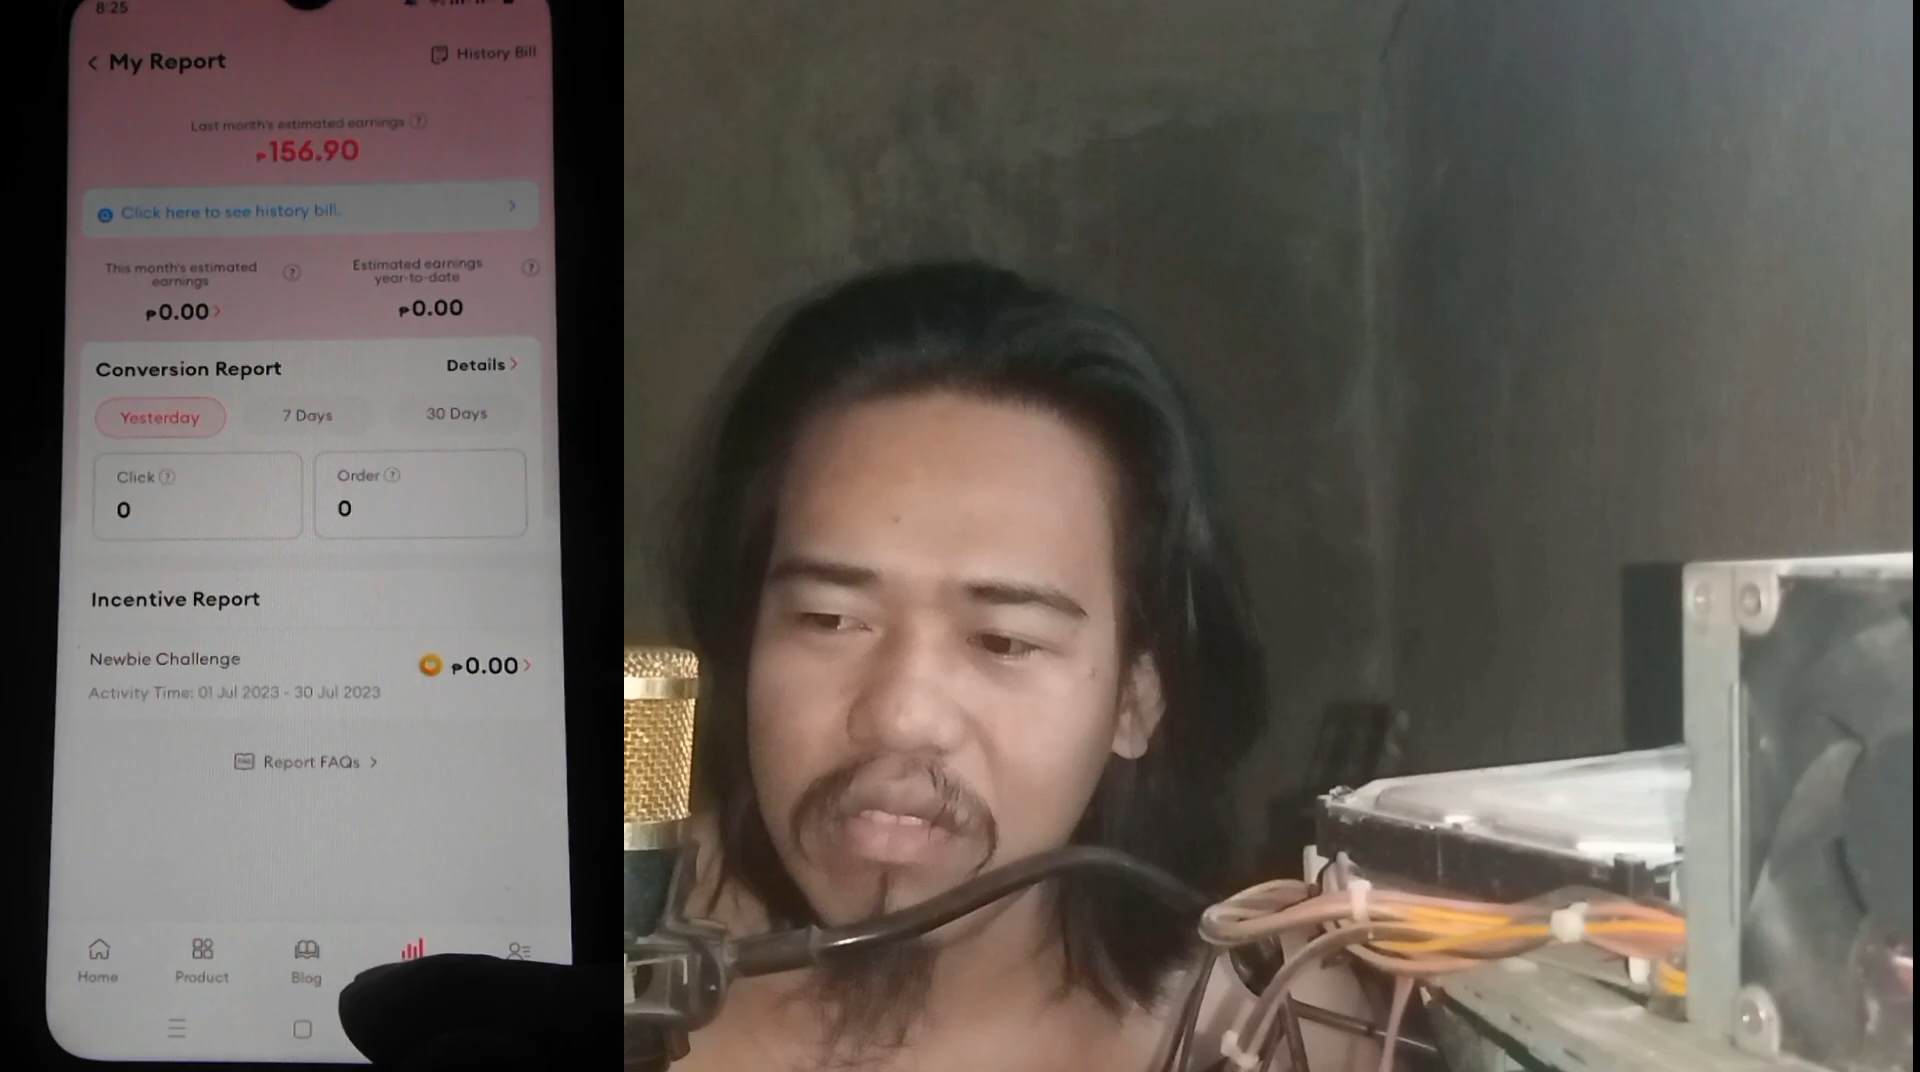 8:25
My Report
History Bill
Last month's estimated earnings
₱156.90
Click here to see history bill.
This month's estimated earnings
₱0.00
Estimated earnings year-to-date
₱0.00
Conversion Report
Details
Yesterday
7 Days
30 Days
Click
0
Order
0
Incentive Report
Newbie Challenge
₱0.00
Activity Time: 01 Jul 2023 - 30 Jul 2023
Report FAQs
Home
Product
Blog